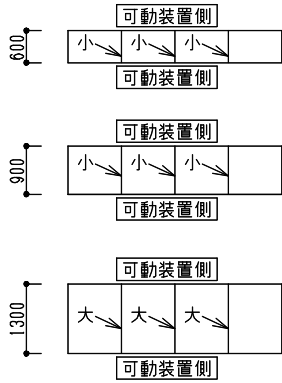 可動装置側
600
小 小 小
可動装置側
可動装置側
900
小 小 小
可動装置側
可動装置側
1300
大 大 大
可動装置側